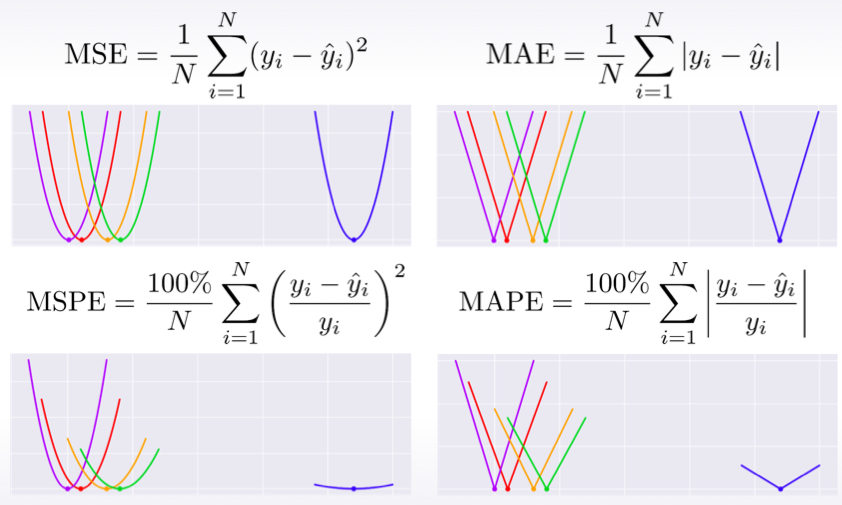 MSE = \frac{1}{N} \sum_{i=1}^{N} (y_i - \hat{y}_i)^2
MAE = \frac{1}{N} \sum_{i=1}^{N} |y_i - \hat{y}_i|
MSPE = \frac{100\%}{N} \sum_{i=1}^{N} \left( \frac{y_i - \hat{y}_i}{y_i} \right)^2
MAPE = \frac{100\%}{N} \sum_{i=1}^{N} \left| \frac{y_i - \hat{y}_i}{y_i} \right|